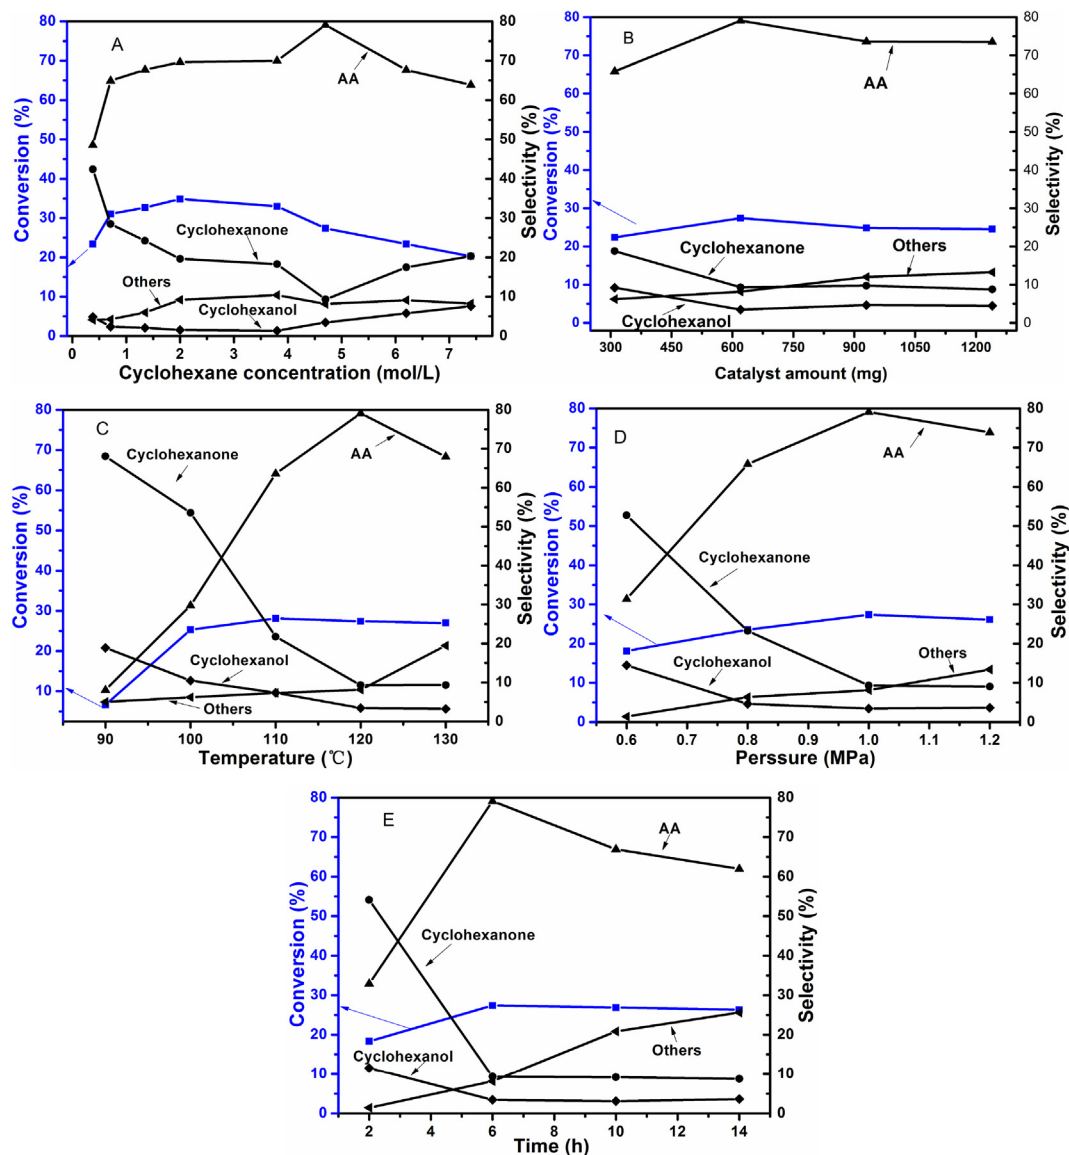 A
80
70
60
50
40
30
20
10
0
Conversion (%)
80
70
60
50
40
30
20
10
0
Selectivity (%)
AA
Cyclohexanone
Others
Cyclohexanol
0 1 2 3 4 5 6 7
Cyclohexane concentration (mol/L)
B
80
70
60
50
40
30
20
10
0
Conversion (%)
80
70
60
50
40
30
20
10
0
Selectivity (%)
AA
Cyclohexanone
Others
Cyclohexanol
300 450 600 750 900 1050 1200
Catalyst amount (mg)
C
80
70
60
50
40
30
20
10
Conversion (%)
80
70
60
50
40
30
20
10
0
Selectivity (%)
Cyclohexanone
AA
Cyclohexanol
Others
90 100 110 120 130
Temperature (℃)
D
80
70
60
50
40
30
20
10
0
Conversion (%)
80
70
60
50
40
30
20
10
0
Selectivity (%)
AA
Cyclohexanone
Cyclohexanol
Others
0.6 0.7 0.8 0.9 1.0 1.1 1.2
Perssure (MPa)
E
80
70
60
50
40
30
20
10
0
Conversion (%)
80
70
60
50
40
30
20
10
0
Selectivity (%)
AA
Cyclohexanone
Cyclohexanol
Others
2 4 6 8 10 12 14
Time (h)